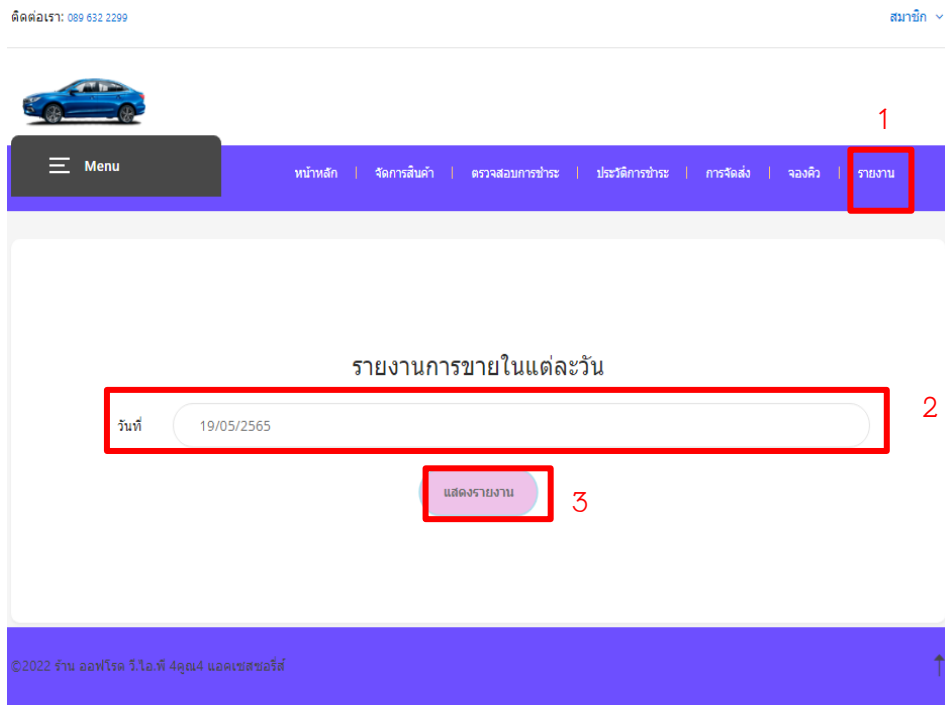 ติดต่อเรา: 089 632 2299
สมาชิก
1
Menu
หน้าหลัก | จัดการสินค้า | ตรวจสอบการชำระ | ประวัติการชำระ | การจัดส่ง | จองคิว | รายงาน
รายงานการขายในแต่ละวัน
วันที่ 19/05/2565
2
แสดงรายงาน
3
©2022 ร้าน ออฟโรด วี.ไอ.พี 4คูณ4 แอคเซสซอรี่ส์